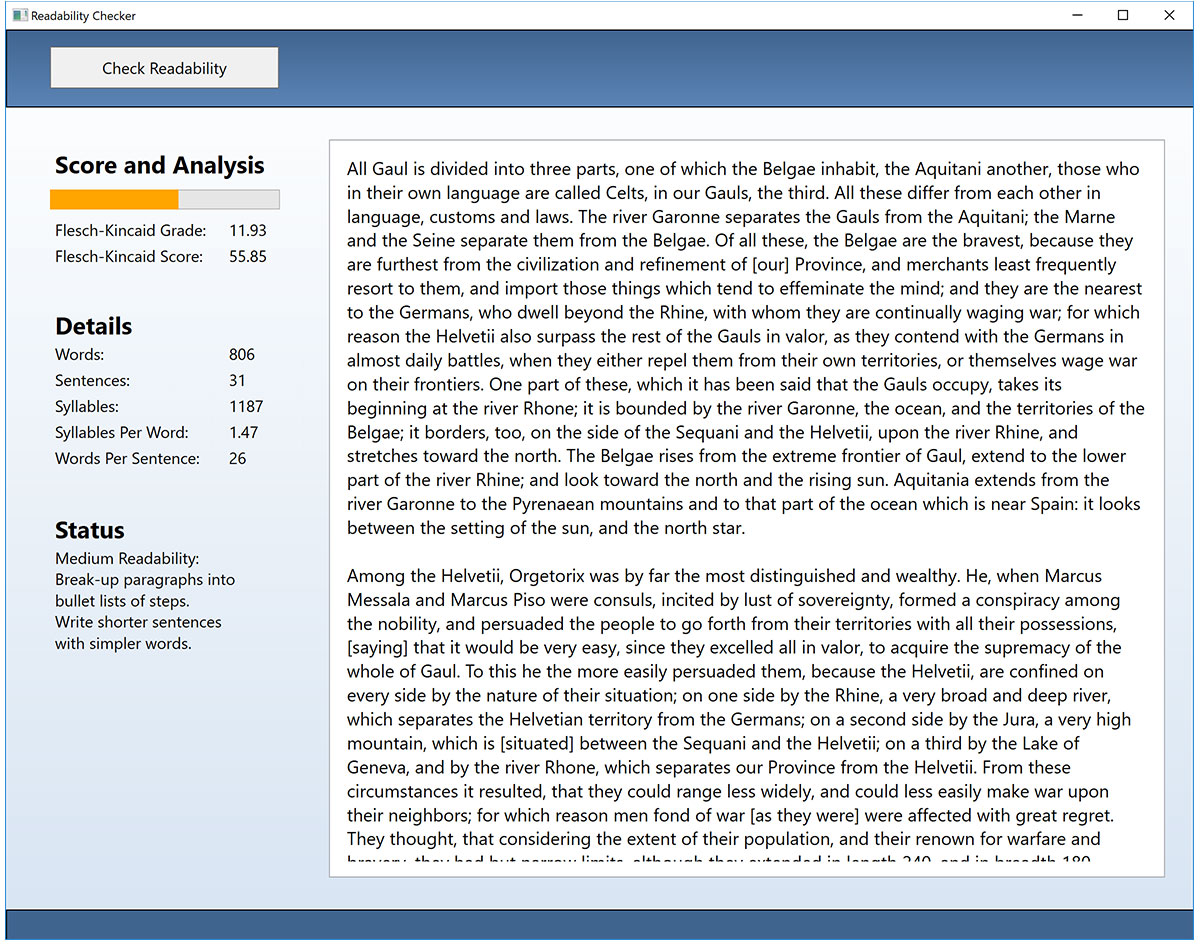 Readability Checker
Check Readability
Score and Analysis
Flesch-Kincaid Grade: 11.93
Flesch-Kincaid Score: 55.85
Details
Words: 806
Sentences: 31
Syllables: 1187
Syllables Per Word: 1.47
Words Per Sentence: 26
Status
Medium Readability:
Break-up paragraphs into
bullet lists of steps.
Write shorter sentences
with simpler words.
All Gaul is divided into three parts, one of which the Belgae inhabit, the Aquitani another, those who
in their own language are called Celts, in our Gauls, the third. All these differ from each other in
language, customs and laws. The river Garonne separates the Gauls from the Aquitani; the Marne
and the Seine separate them from the Belgae. Of all these, the Belgae are the bravest, because they
are furthest from the civilization and refinement of [our] Province, and merchants least frequently
resort to them, and import those things which tend to effeminate the mind; and they are the nearest
to the Germans, who dwell beyond the Rhine, with whom they are continually waging war; for which
reason the Helvetii also surpass the rest of the Gauls in valor, as they contend with the Germans in
almost daily battles, when they either repel them from their own territories, or themselves wage war
on their frontiers. One part of these, which it has been said that the Gauls occupy, takes its
beginning at the river Rhone; it is bounded by the river Garonne, the ocean, and the territories of the
Belgae; it borders, too, on the side of the Sequani and the Helvetii, upon the river Rhine, and
stretches toward the north. The Belgae rises from the extreme frontier of Gaul, extend to the lower
part of the river Rhine; and look toward the north and the rising sun. Aquitania extends from the
river Garonne to the Pyrenaean mountains and to that part of the ocean which is near Spain: it looks
between the setting of the sun, and the north star.
Among the Helvetii, Orgetorix was by far the most distinguished and wealthy. He, when Marcus
Messala and Marcus Piso were consuls, incited by lust of sovereignty, formed a conspiracy among
the nobility, and persuaded the people to go forth from their territories with all their possessions,
[saying] that it would be very easy, since they excelled all in valor, to acquire the supremacy of the
whole of Gaul. To this he the more easily persuaded them, because the Helvetii, are confined on
every side by the nature of their situation; on one side by the Rhine, a very broad and deep river,
which separates the Helvetian territory from the Germans; on a second side by the Jura, a very high
mountain, which is [situated] between the Sequani and the Helvetii; on a third by the Lake of
Geneva, and by the river Rhone, which separates our Province from the Helvetii. From these
circumstances it resulted, that they could range less widely, and could less easily make war upon
their neighbors; for which reason men fond of war [as they were] were affected with great regret.
They thought, that considering the extent of their population, and their renown for warfare and
bravery, they had but narrow limits, although they extended in length 240, and in breadth 180